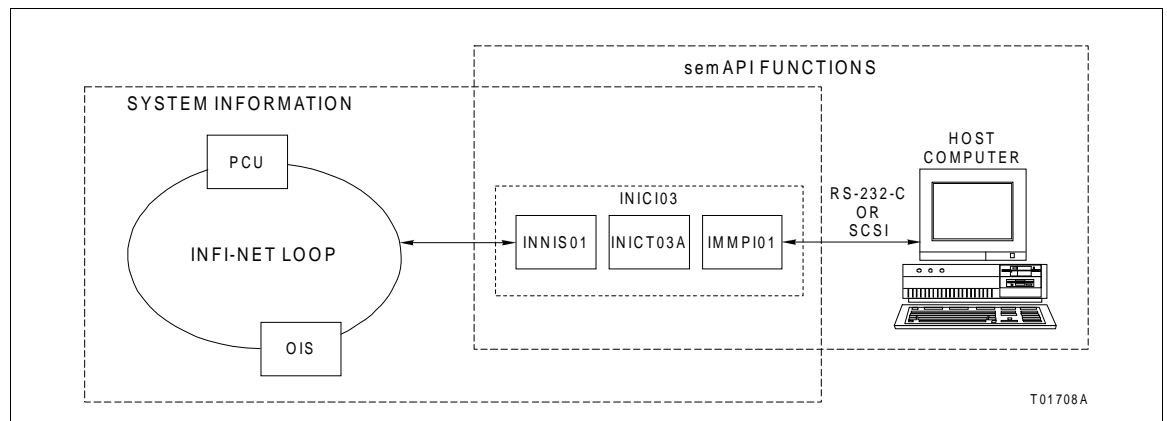 semAPI FUNCTIONS
SYSTEM INFORMATION
PCU
INFI-NET LOOP
OIS
INICI03
INNIS01
INICT03A
IMMPI01
RS-232-C
OR
SCSI
HOST
COMPUTER
T01708A